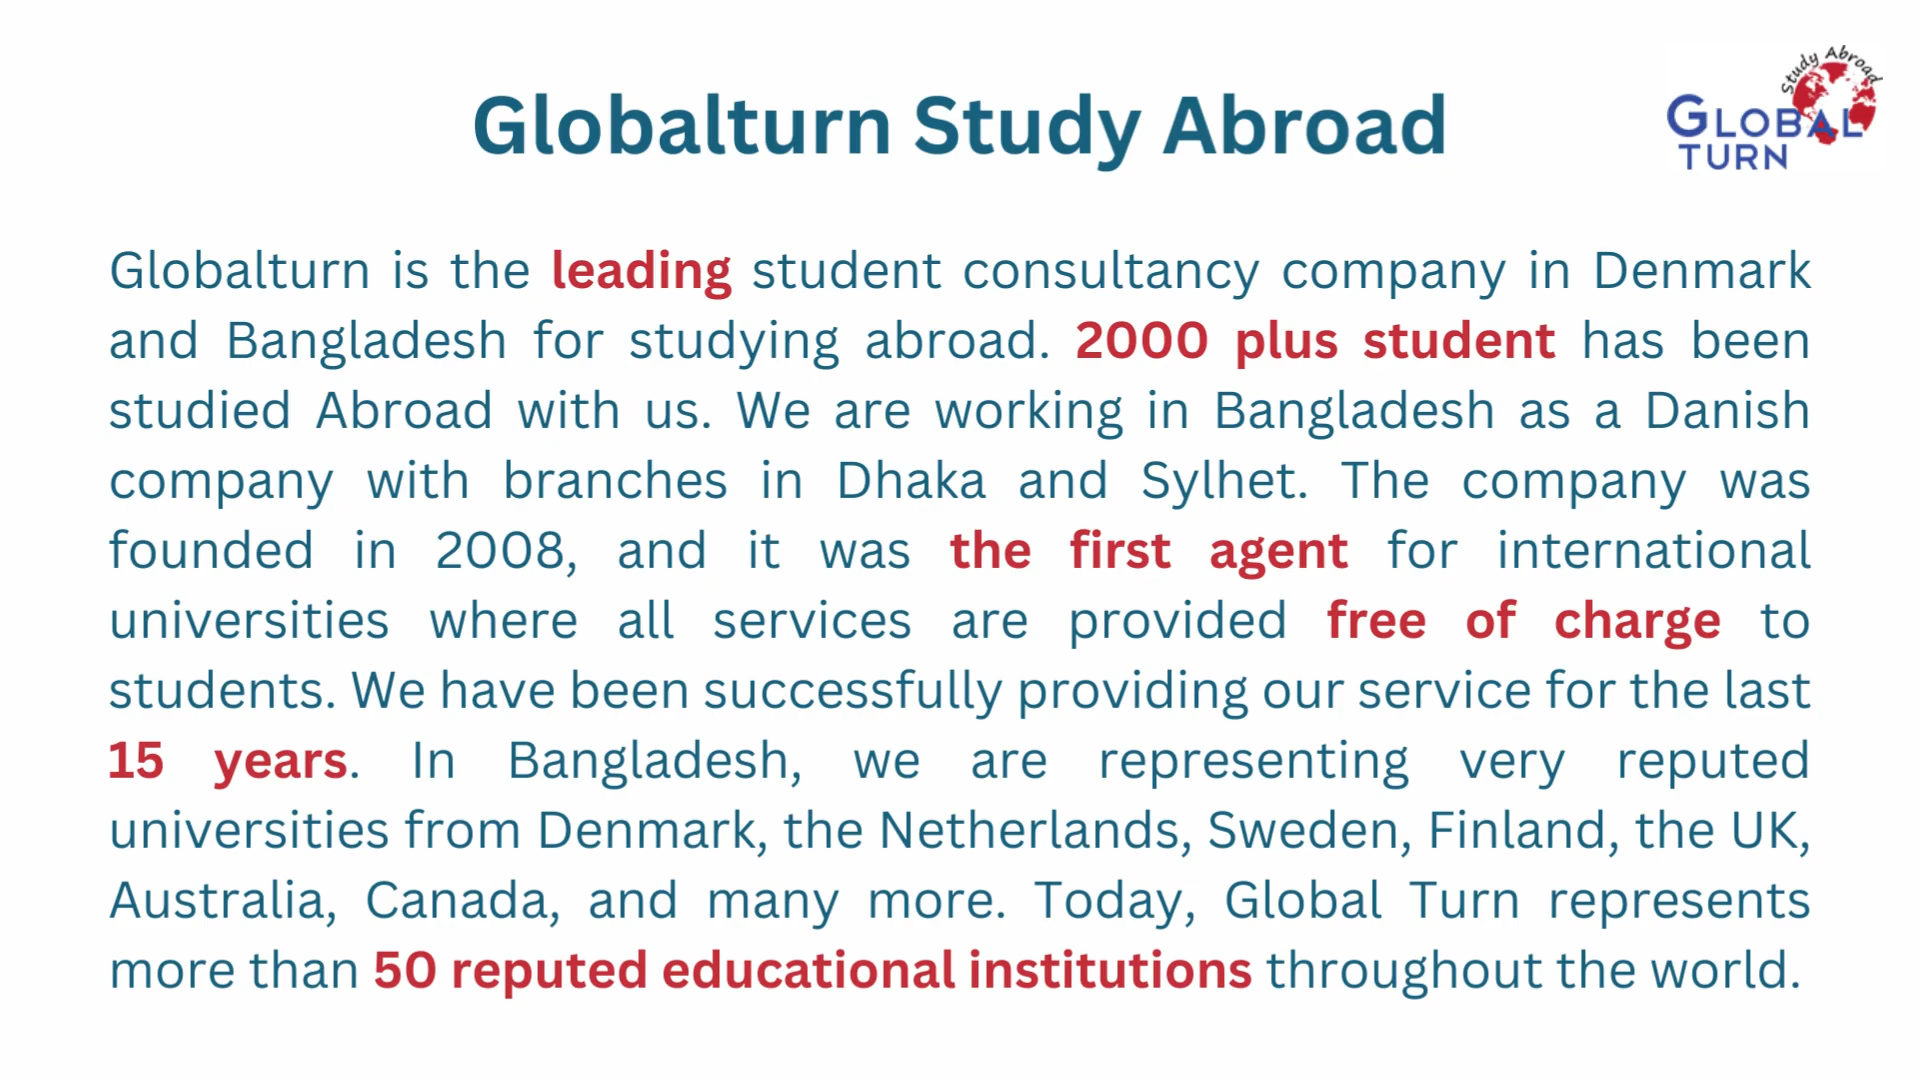 Study Abroad
GLOBAL
TURN
Globalturn Study Abroad
Globalturn is the leading student consultancy company in Denmark
and Bangladesh for studying abroad. 2000 plus student has been
studied Abroad with us. We are working in Bangladesh as a Danish
company with branches in Dhaka and Sylhet. The company was
founded in 2008, and it was the first agent for international
universities where all services are provided free of charge to
students. We have been successfully providing our service for the last
15 years. In Bangladesh, we are representing very reputed
universities from Denmark, the Netherlands, Sweden, Finland, the UK,
Australia, Canada, and many more. Today, Global Turn represents
more than 50 reputed educational institutions throughout the world.